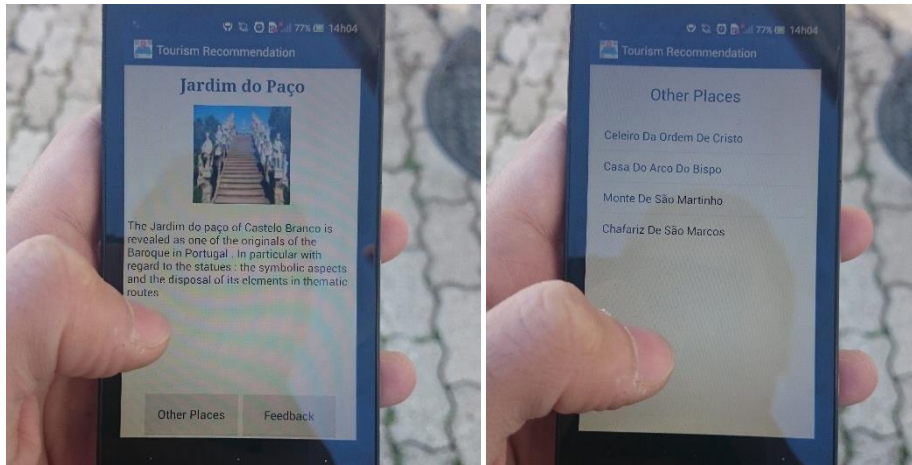 77% 14h04
Tourism Recommendation
Jardim do Paço
The Jardim do paço of Castelo Branco is
revealed as one of the originals of the
Baroque in Portugal . In particular with
regard to the statues : the symbolic aspects
and the disposal of its elements in thematic
routes
Other Places Feedback
77% 14h04
Tourism Recommendation
Other Places
Celeiro Da Ordem De Cristo
Casa Do Arco Do Bispo
Monte De São Martinho
Chafariz De São Marcos